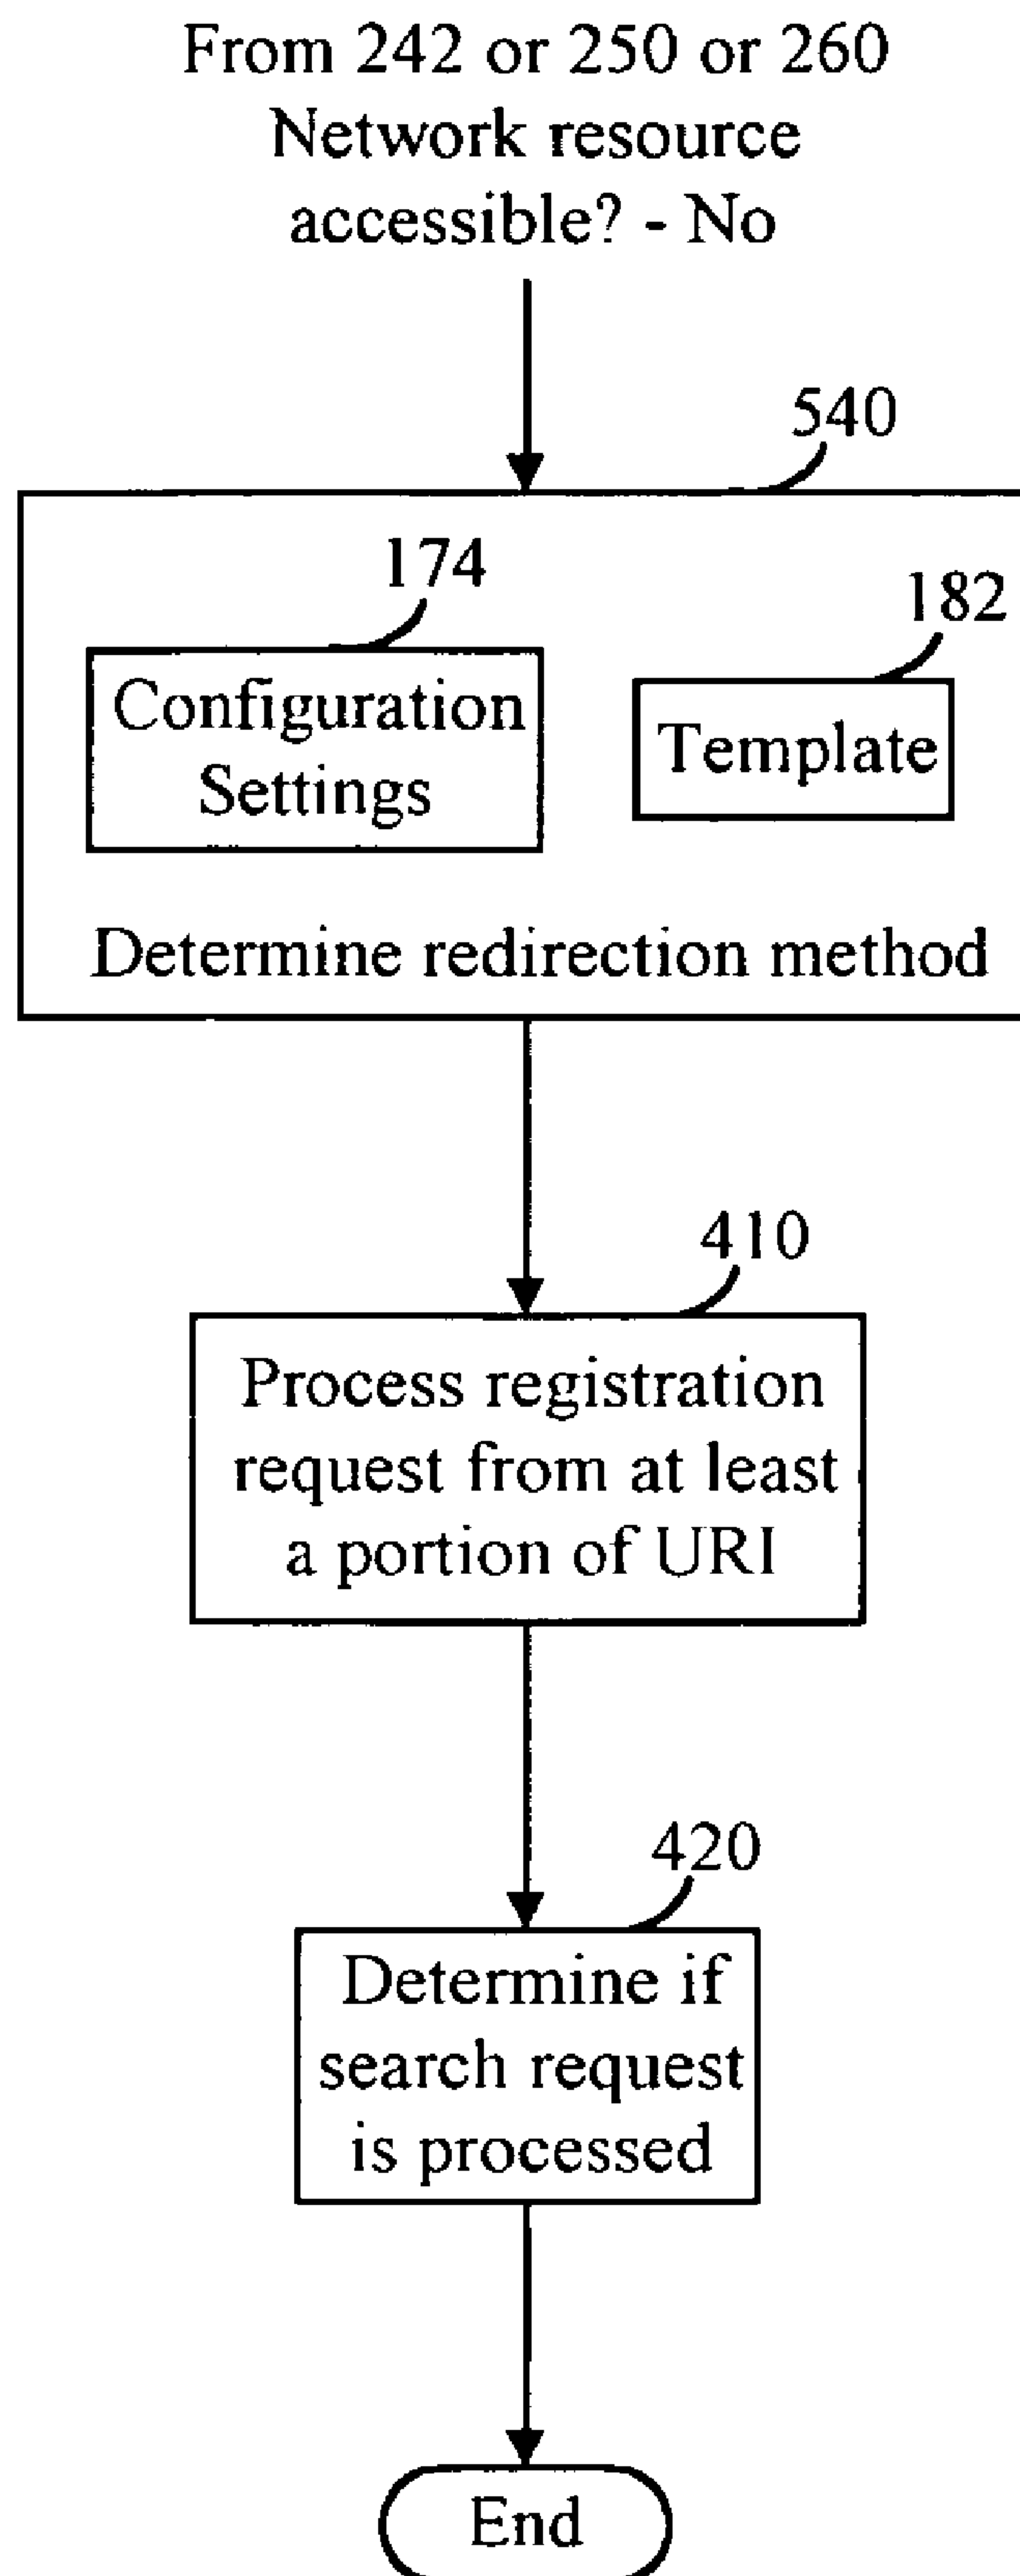 From 242 or 250 or 260
Network resource
accessible? - No
540
174
182
Configuration
Settings
Template
Determine redirection method
410
Process registration
request from at least
a portion of URI
420
Determine if
search request
is processed
End